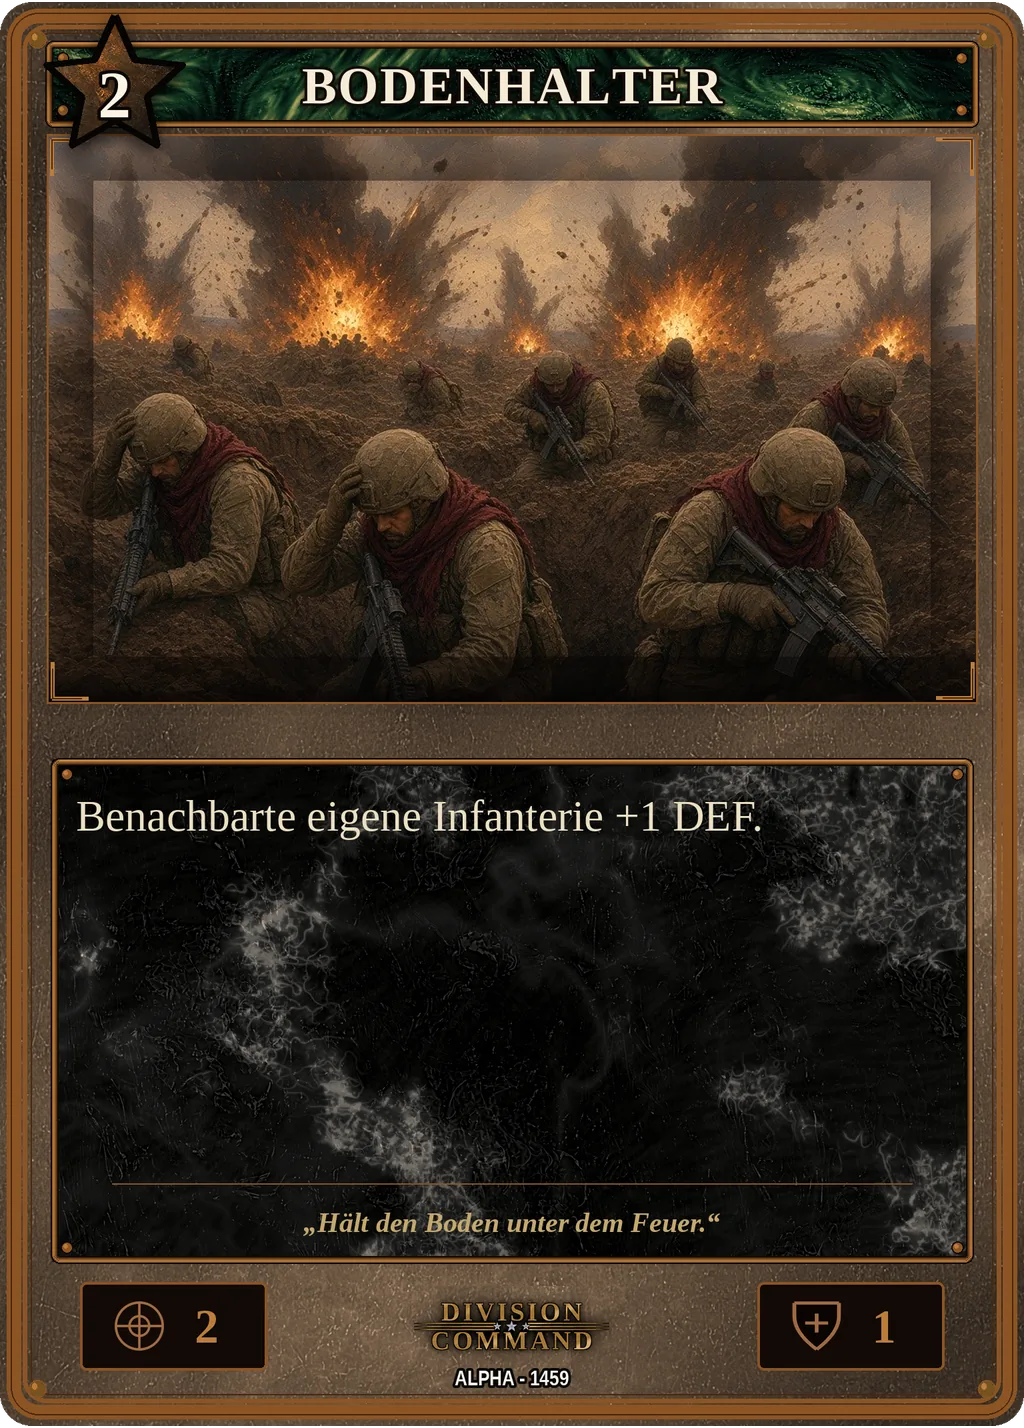 2
BODENHALTER
Benachbarte eigene Infanterie +1 DEF.
„Hält den Boden unter dem Feuer.“
2
DIVISION
COMMAND
ALPHA - 1459
1